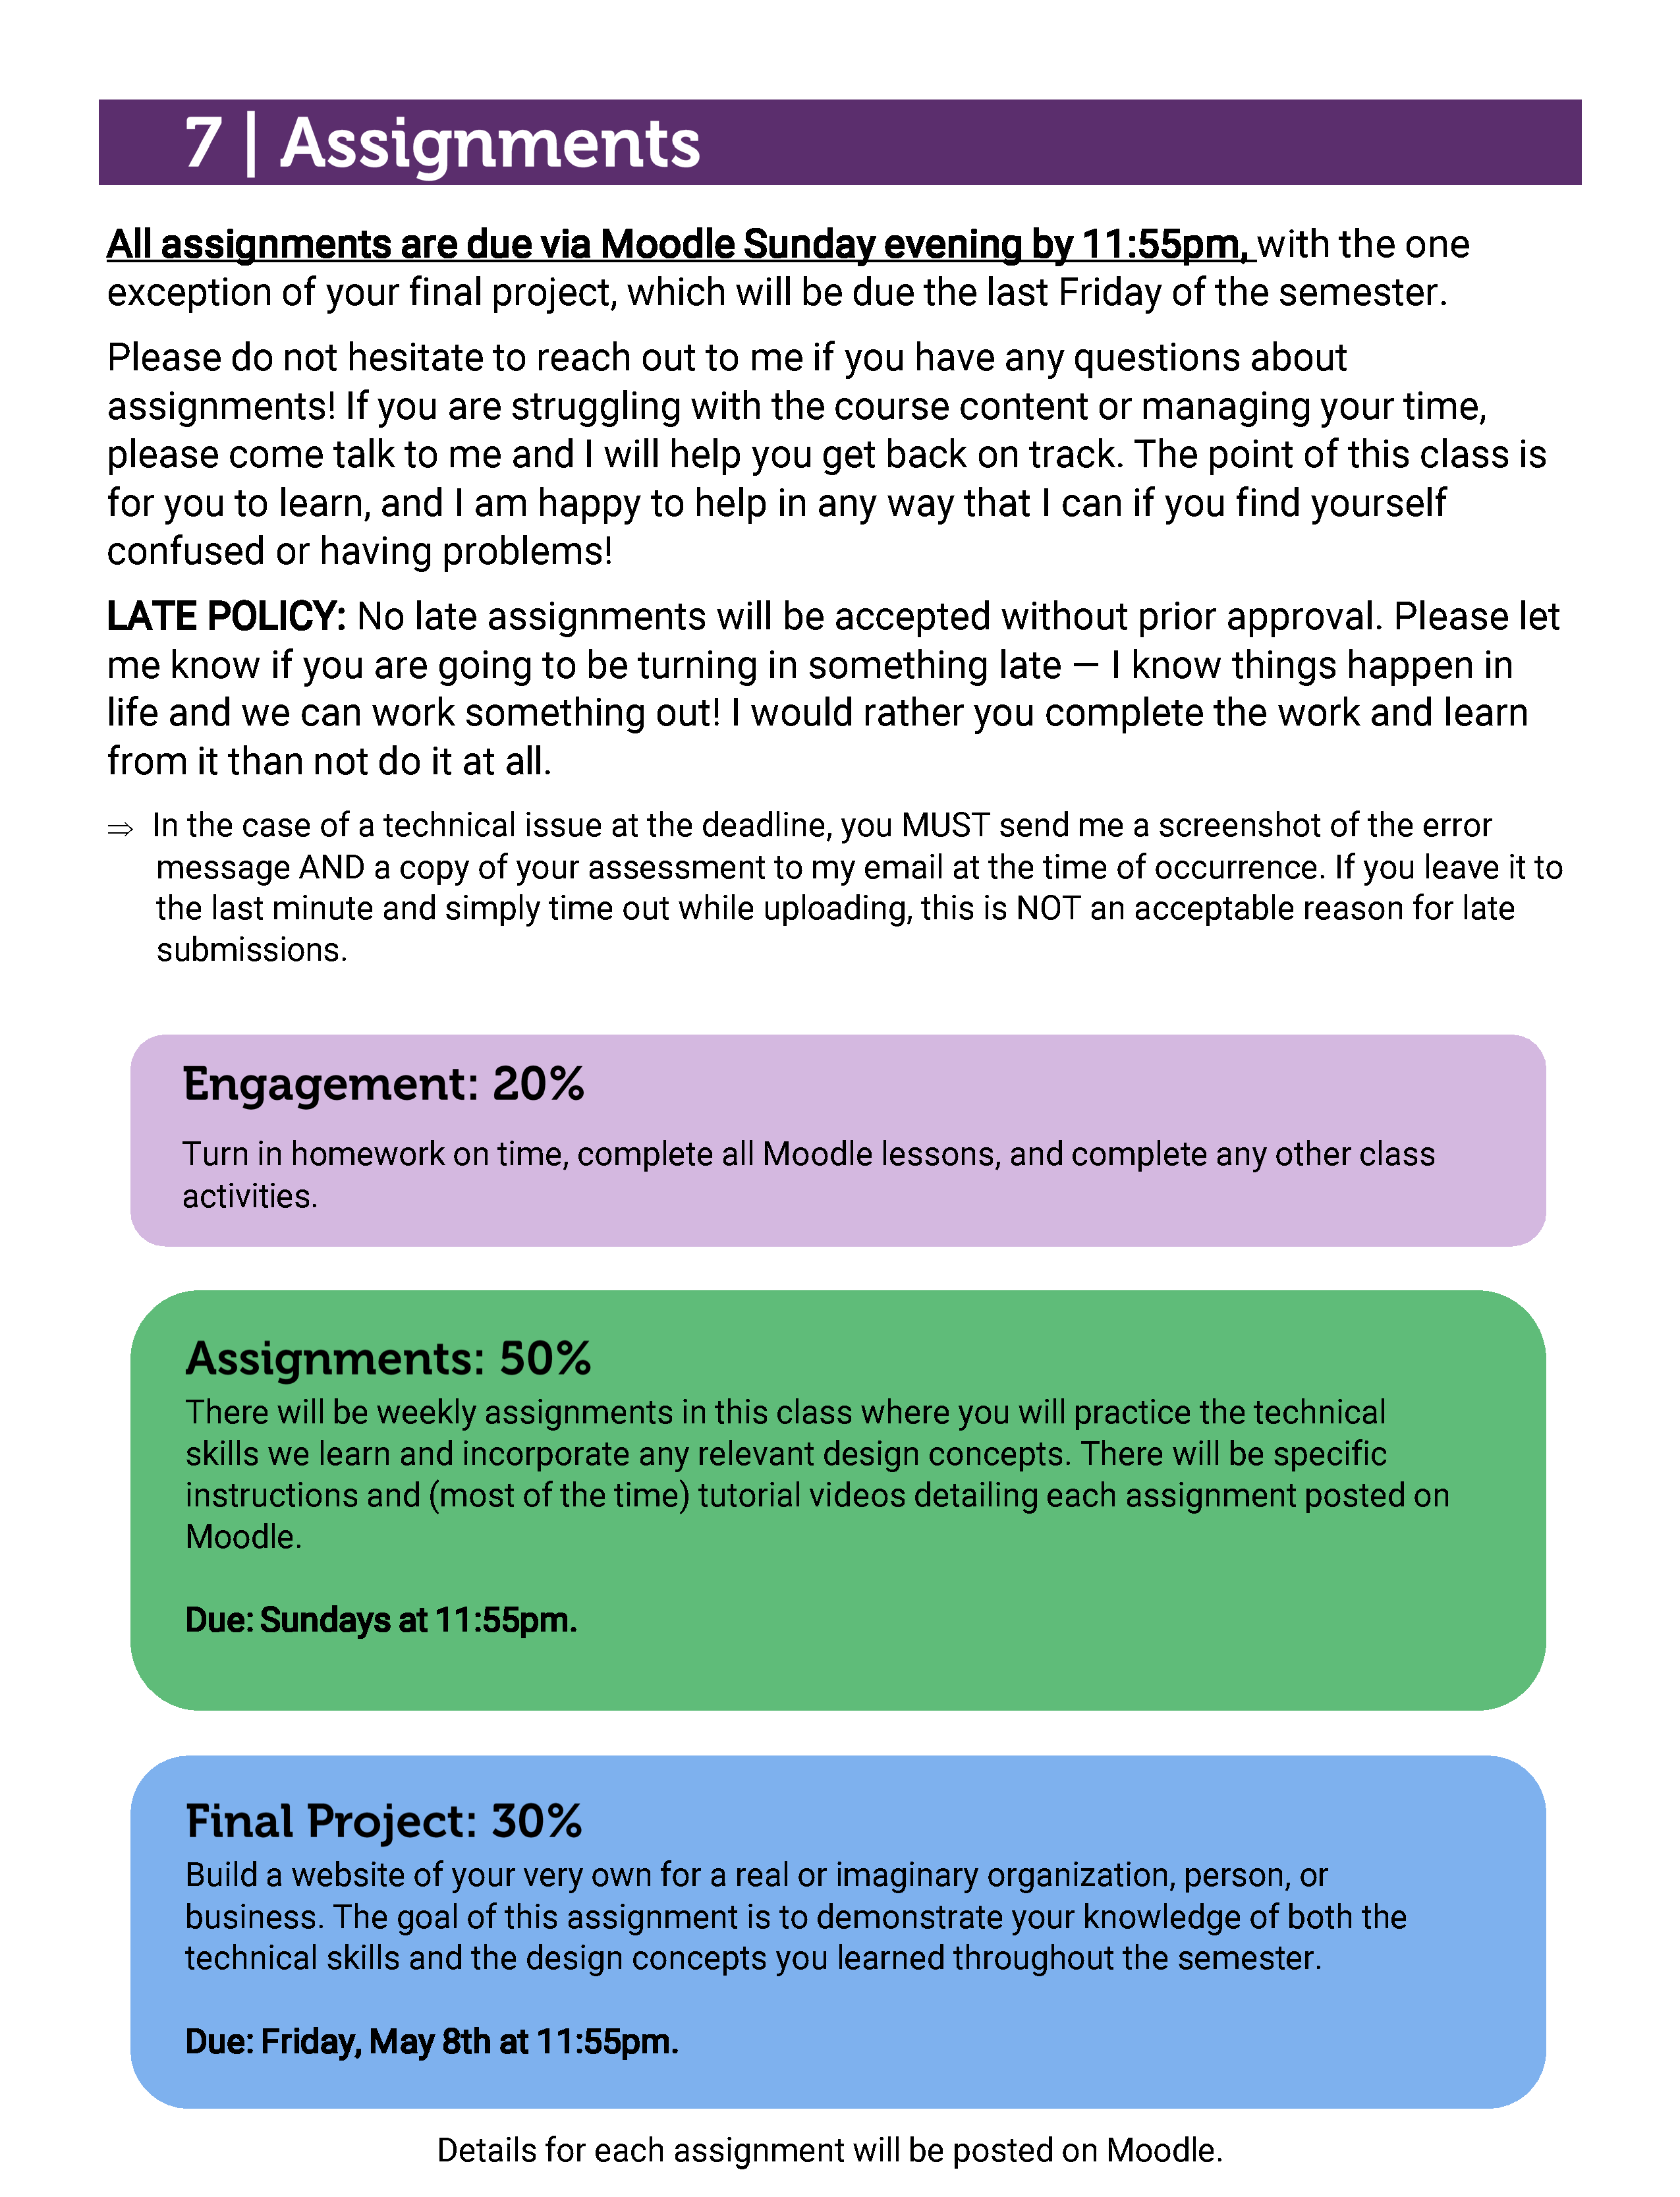 7 | Assignments
All assignments are due via Moodle Sunday evening by 11:55pm, with the one
exception of your final project, which will be due the last Friday of the semester.
Please do not hesitate to reach out to me if you have any questions about
assignments! If you are struggling with the course content or managing your time,
please come talk to me and I will help you get back on track. The point of this class is
for you to learn, and I am happy to help in any way that I can if you find yourself
confused or having problems!
LATE POLICY: No late assignments will be accepted without prior approval. Please let
me know if you are going to be turning in something late — I know things happen in
life and we can work something out! I would rather you complete the work and learn
from it than not do it at all.
⇒ In the case of a technical issue at the deadline, you MUST send me a screenshot of the error
message AND a copy of your assessment to my email at the time of occurrence. If you leave it to
the last minute and simply time out while uploading, this is NOT an acceptable reason for late
submissions.
Engagement: 20%
Turn in homework on time, complete all Moodle lessons, and complete any other class
activities.
Assignments: 50%
There will be weekly assignments in this class where you will practice the technical
skills we learn and incorporate any relevant design concepts. There will be specific
instructions and (most of the time) tutorial videos detailing each assignment posted on
Moodle.
Due: Sundays at 11:55pm.
Final Project: 30%
Build a website of your very own for a real or imaginary organization, person, or
business. The goal of this assignment is to demonstrate your knowledge of both the
technical skills and the design concepts you learned throughout the semester.
Due: Friday, May 8th at 11:55pm.
Details for each assignment will be posted on Moodle.